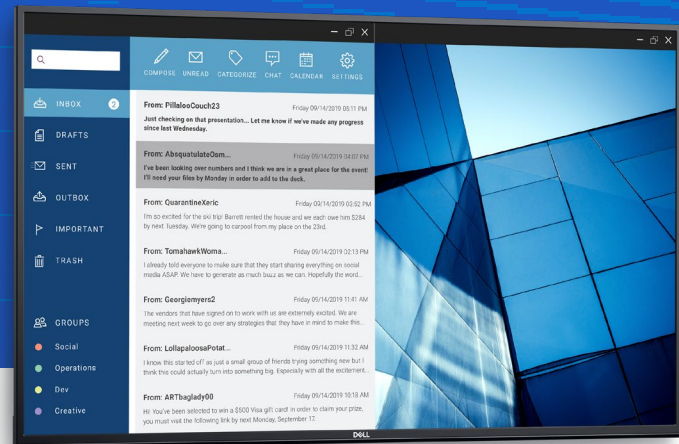 COMPOSE UNREAD CATEGORIZE CHAT CALENDAR SETTINGS
INBOX 2
DRAFTS
SENT
OUTBOX
IMPORTANT
TRASH
GROUPS
Social
Operations
Dev
Creative
From: PillalooCouch23 Friday 09/14/2019 05:11 PM
Just checking on that presentation... Let me know if we've made any progress
since last Wednesday.
From: AbsquatulateOsm... Friday 09/14/2019 04:07 PM
I've been looking over numbers and I think we are in a great place for the event!
I'll need your files by Monday in order to add to the deck.
From: QuarantineXeric Friday 09/14/2019 03:52 PM
I'm so excited for the ski trip! Barrett rented the house and we each owe him $284
by next Tuesday. We're going to carpool from my place on the 23rd.
From: TomahawkWoma... Friday 09/14/2019 02:13 PM
I already told everyone to make sure that they start sharing everything on social
media ASAP. We have to generate as much buzz as we can. Hopefully the word...
From: Georgiomyers2 Friday 09/14/2019 11:41 AM
The vendors that have signed on to work with us are externely excited. We are
meeting next week to go over any strategies that they have in mind to make this...
From: LollapaloosaPotat... Friday 09/14/2019 11:32 AM
I know this started off as just a small group of friends trying something new but I
think this could actually turn into something big. Especially with all the excitement...
From: ARTbaglady00 Friday 09/14/2019 10:18 AM
Hi! You've been selected to win a $500 Visa gift card! in order to claim your prize,
you must visit the following link by next Monday, September 17
DELL